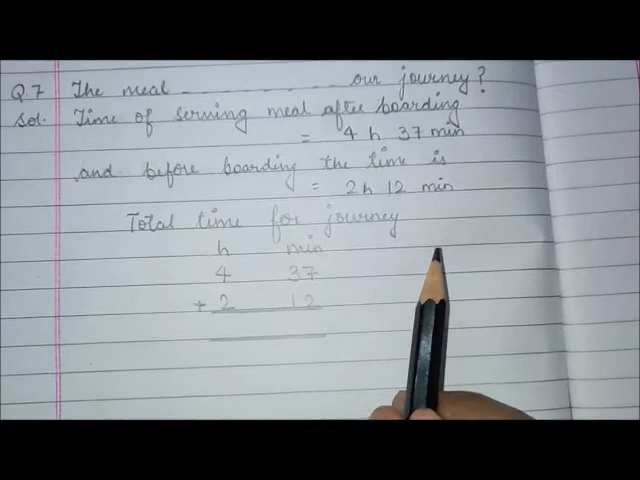 Q.7 The meal _ _ _ _ _ _ _ _ _ _ our journey?
Sol. Time of serving meal after boarding
= 4 h 37 min
and before boarding the time is
= 2 h 12 min
Total time for journey
h min
4 37
+ 2 12